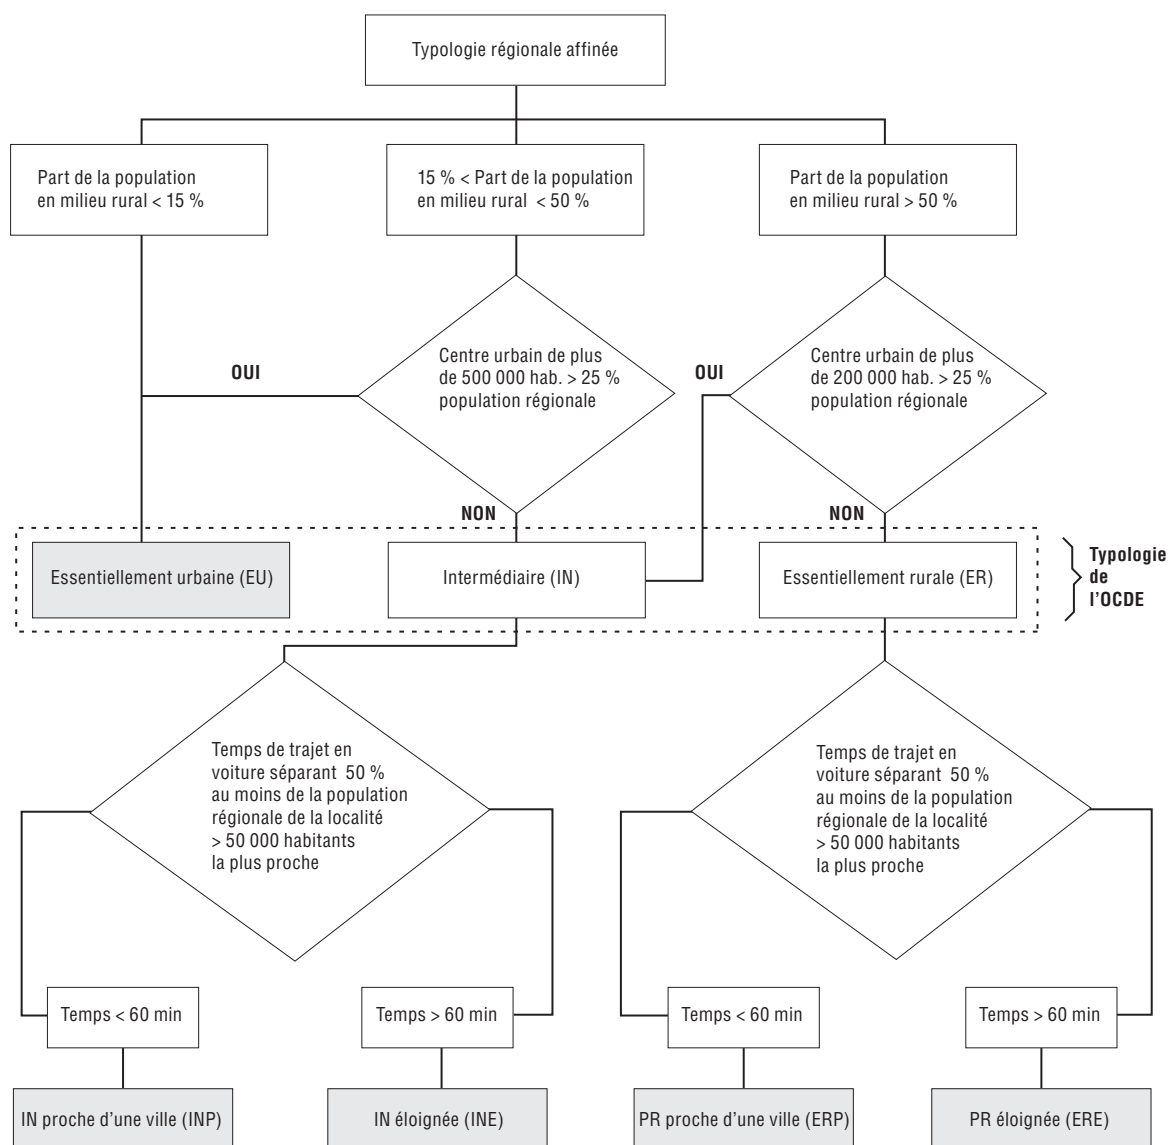 Typologie régionale affinée
Part de la population
en milieu rural < 15 %
15 % < Part de la population
en milieu rural < 50 %
Part de la population
en milieu rural > 50 %
Centre urbain de plus
de 500 000 hab. > 25 %
population régionale
Centre urbain de plus
de 200 000 hab. > 25 %
population régionale
OUI
OUI
NON
NON
Essentiellement urbaine (EU)
Intermédiaire (IN)
Essentiellement rurale (ER)
Typologie
de
l'OCDE
Temps de trajet en
voiture séparant 50 %
au moins de la population
régionale de la localité
> 50 000 habitants
la plus proche
Temps de trajet en
voiture séparant 50 %
au moins de la population
régionale de la localité
> 50 000 habitants
la plus proche
Temps < 60 min
Temps > 60 min
Temps < 60 min
Temps > 60 min
IN proche d'une ville (INP)
IN éloignée (INE)
PR proche d'une ville (ERP)
PR éloignée (ERE)